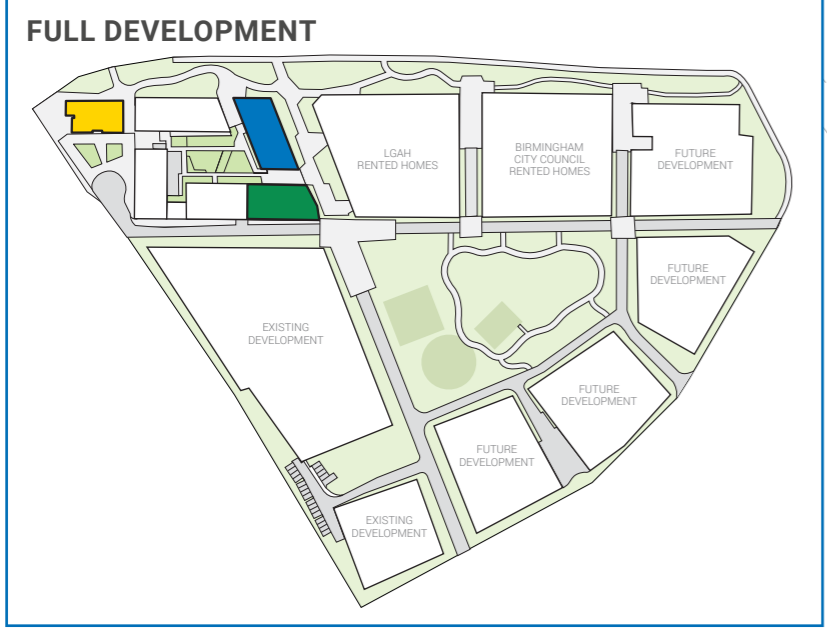 FULL DEVELOPMENT
LGAH
RENTED HOMES
BIRMINGHAM
CITY COUNCIL
RENTED HOMES
FUTURE
DEVELOPMENT
FUTURE
DEVELOPMENT
EXISTING
DEVELOPMENT
FUTURE
DEVELOPMENT
FUTURE
DEVELOPMENT
EXISTING
DEVELOPMENT